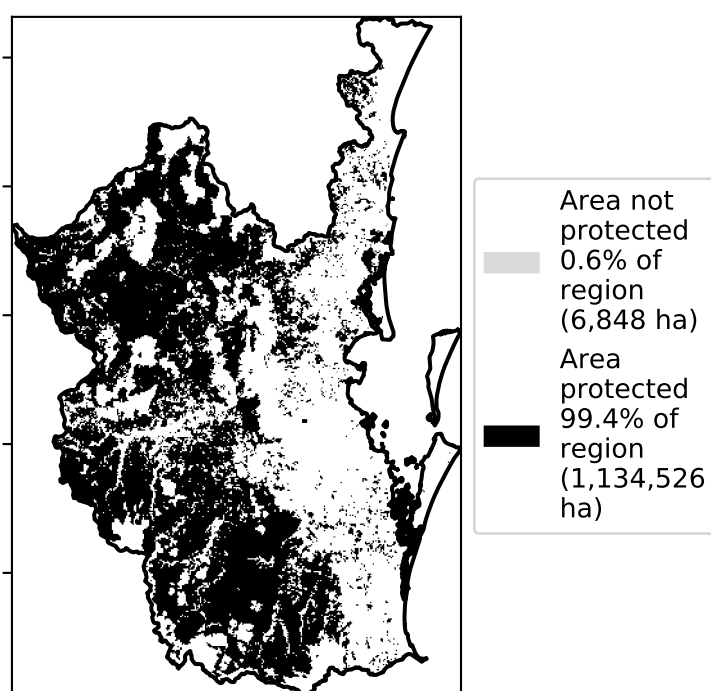 Area not
protected
0.6% of
region
(6,848 ha)
Area
protected
99.4% of
region
(1,134,526
ha)